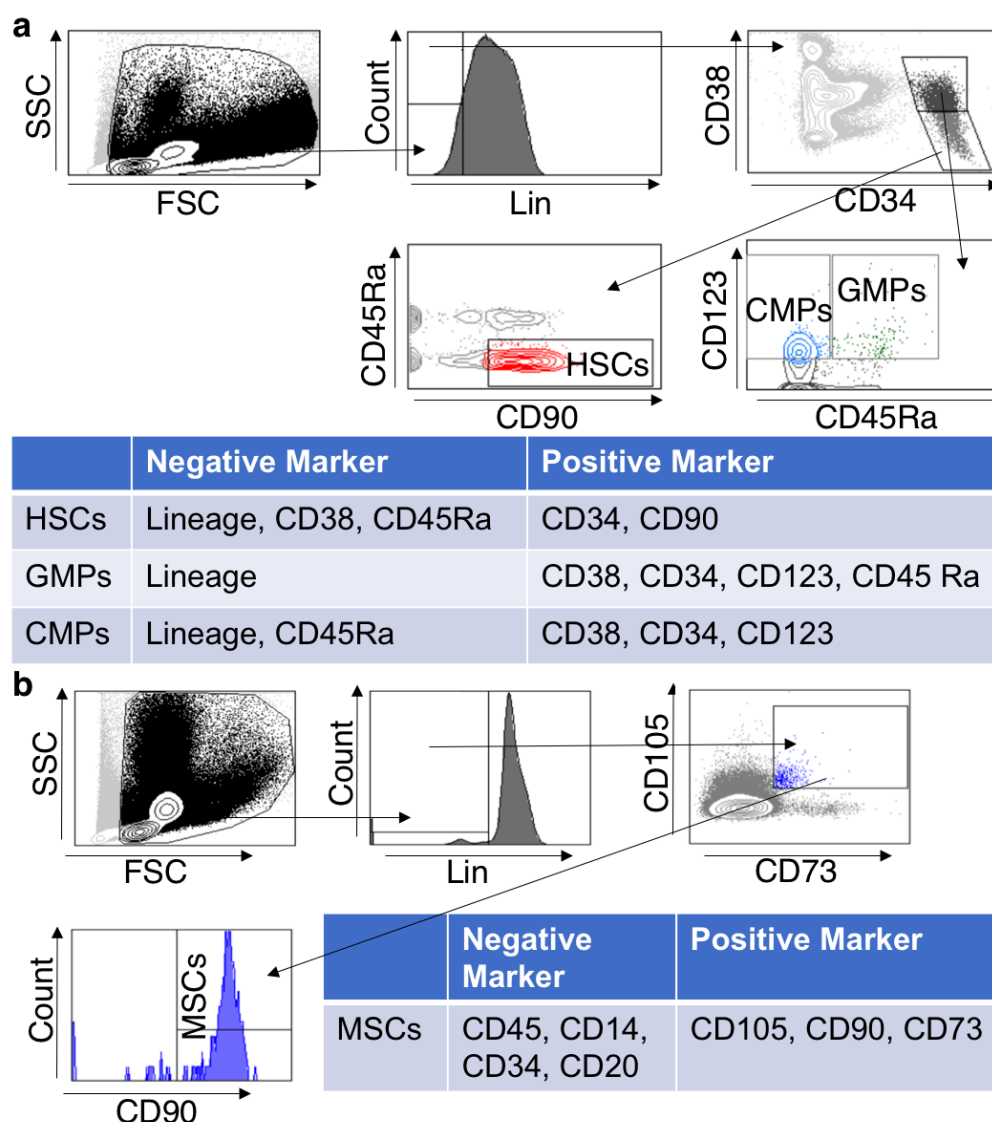 a
SSC
FSC
Count
Lin
CD38
CD34
CD45Ra
HSCs
CD90
CD123
CMPs
GMPs
CD45Ra
Negative Marker Positive Marker
HSCs Lineage, CD38, CD45Ra CD34, CD90
GMPs Lineage CD38, CD34, CD123, CD45 Ra
CMPs Lineage, CD45Ra CD38, CD34, CD123
b
SSC
FSC
Count
Lin
CD105
CD73
Count
MSCs
CD90
Negative Positive Marker
Marker
MSCs CD45, CD14, CD105, CD90, CD73
CD34, CD20